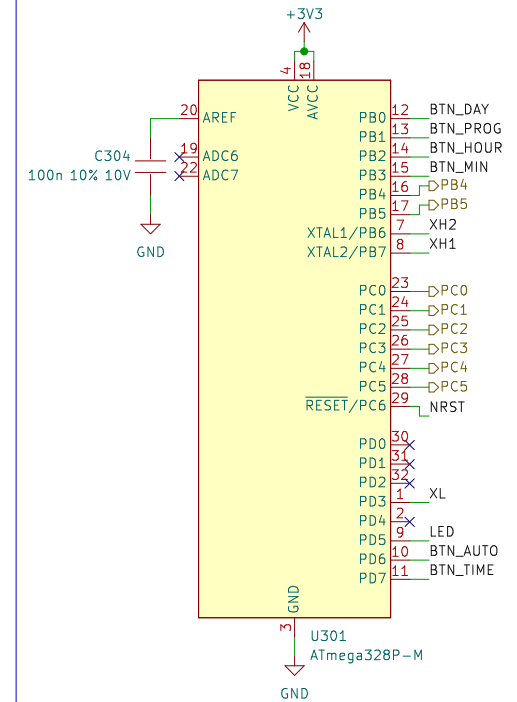 +3V3
4
18
VCC
AVCC
20
AREF
C304
100n 10% 10V
GND
19
ADC6
22
ADC7
PB0
12
BTN_DAY
PB1
13
BTN_PROG
PB2
14
BTN_HOUR
PB3
15
BTN_MIN
PB4
16
PB4
PB5
17
PB5
XTAL1/PB6
7
XH2
XTAL2/PB7
8
XH1
PC0
23
PC0
PC1
24
PC1
PC2
25
PC2
PC3
26
PC3
PC4
27
PC4
PC5
28
PC5
RESET/PC6
29
NRST
PD0
30
PD1
31
PD2
32
PD3
1
XL
PD4
2
PD5
9
LED
PD6
10
BTN_AUTO
PD7
11
BTN_TIME
GND
3
U301
ATmega328P-M
GND